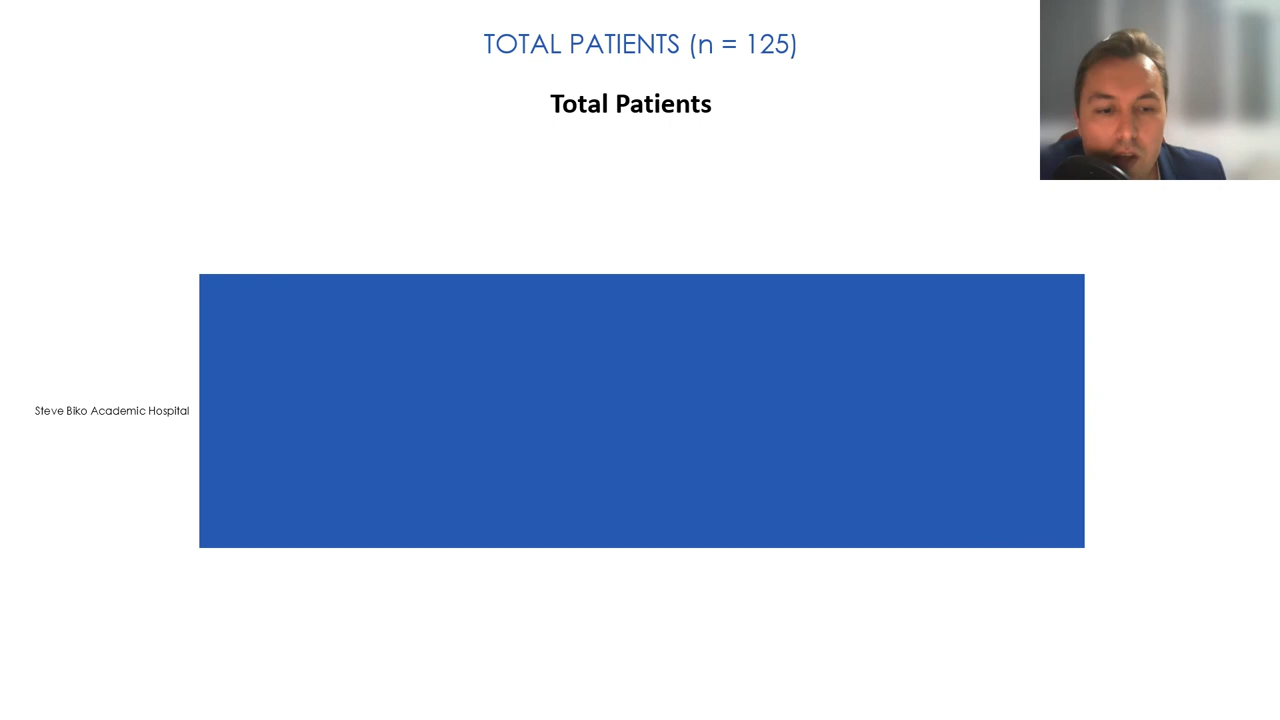 TOTAL PATIENTS (n = 125)
Total Patients
Steve Biko Academic Hospital